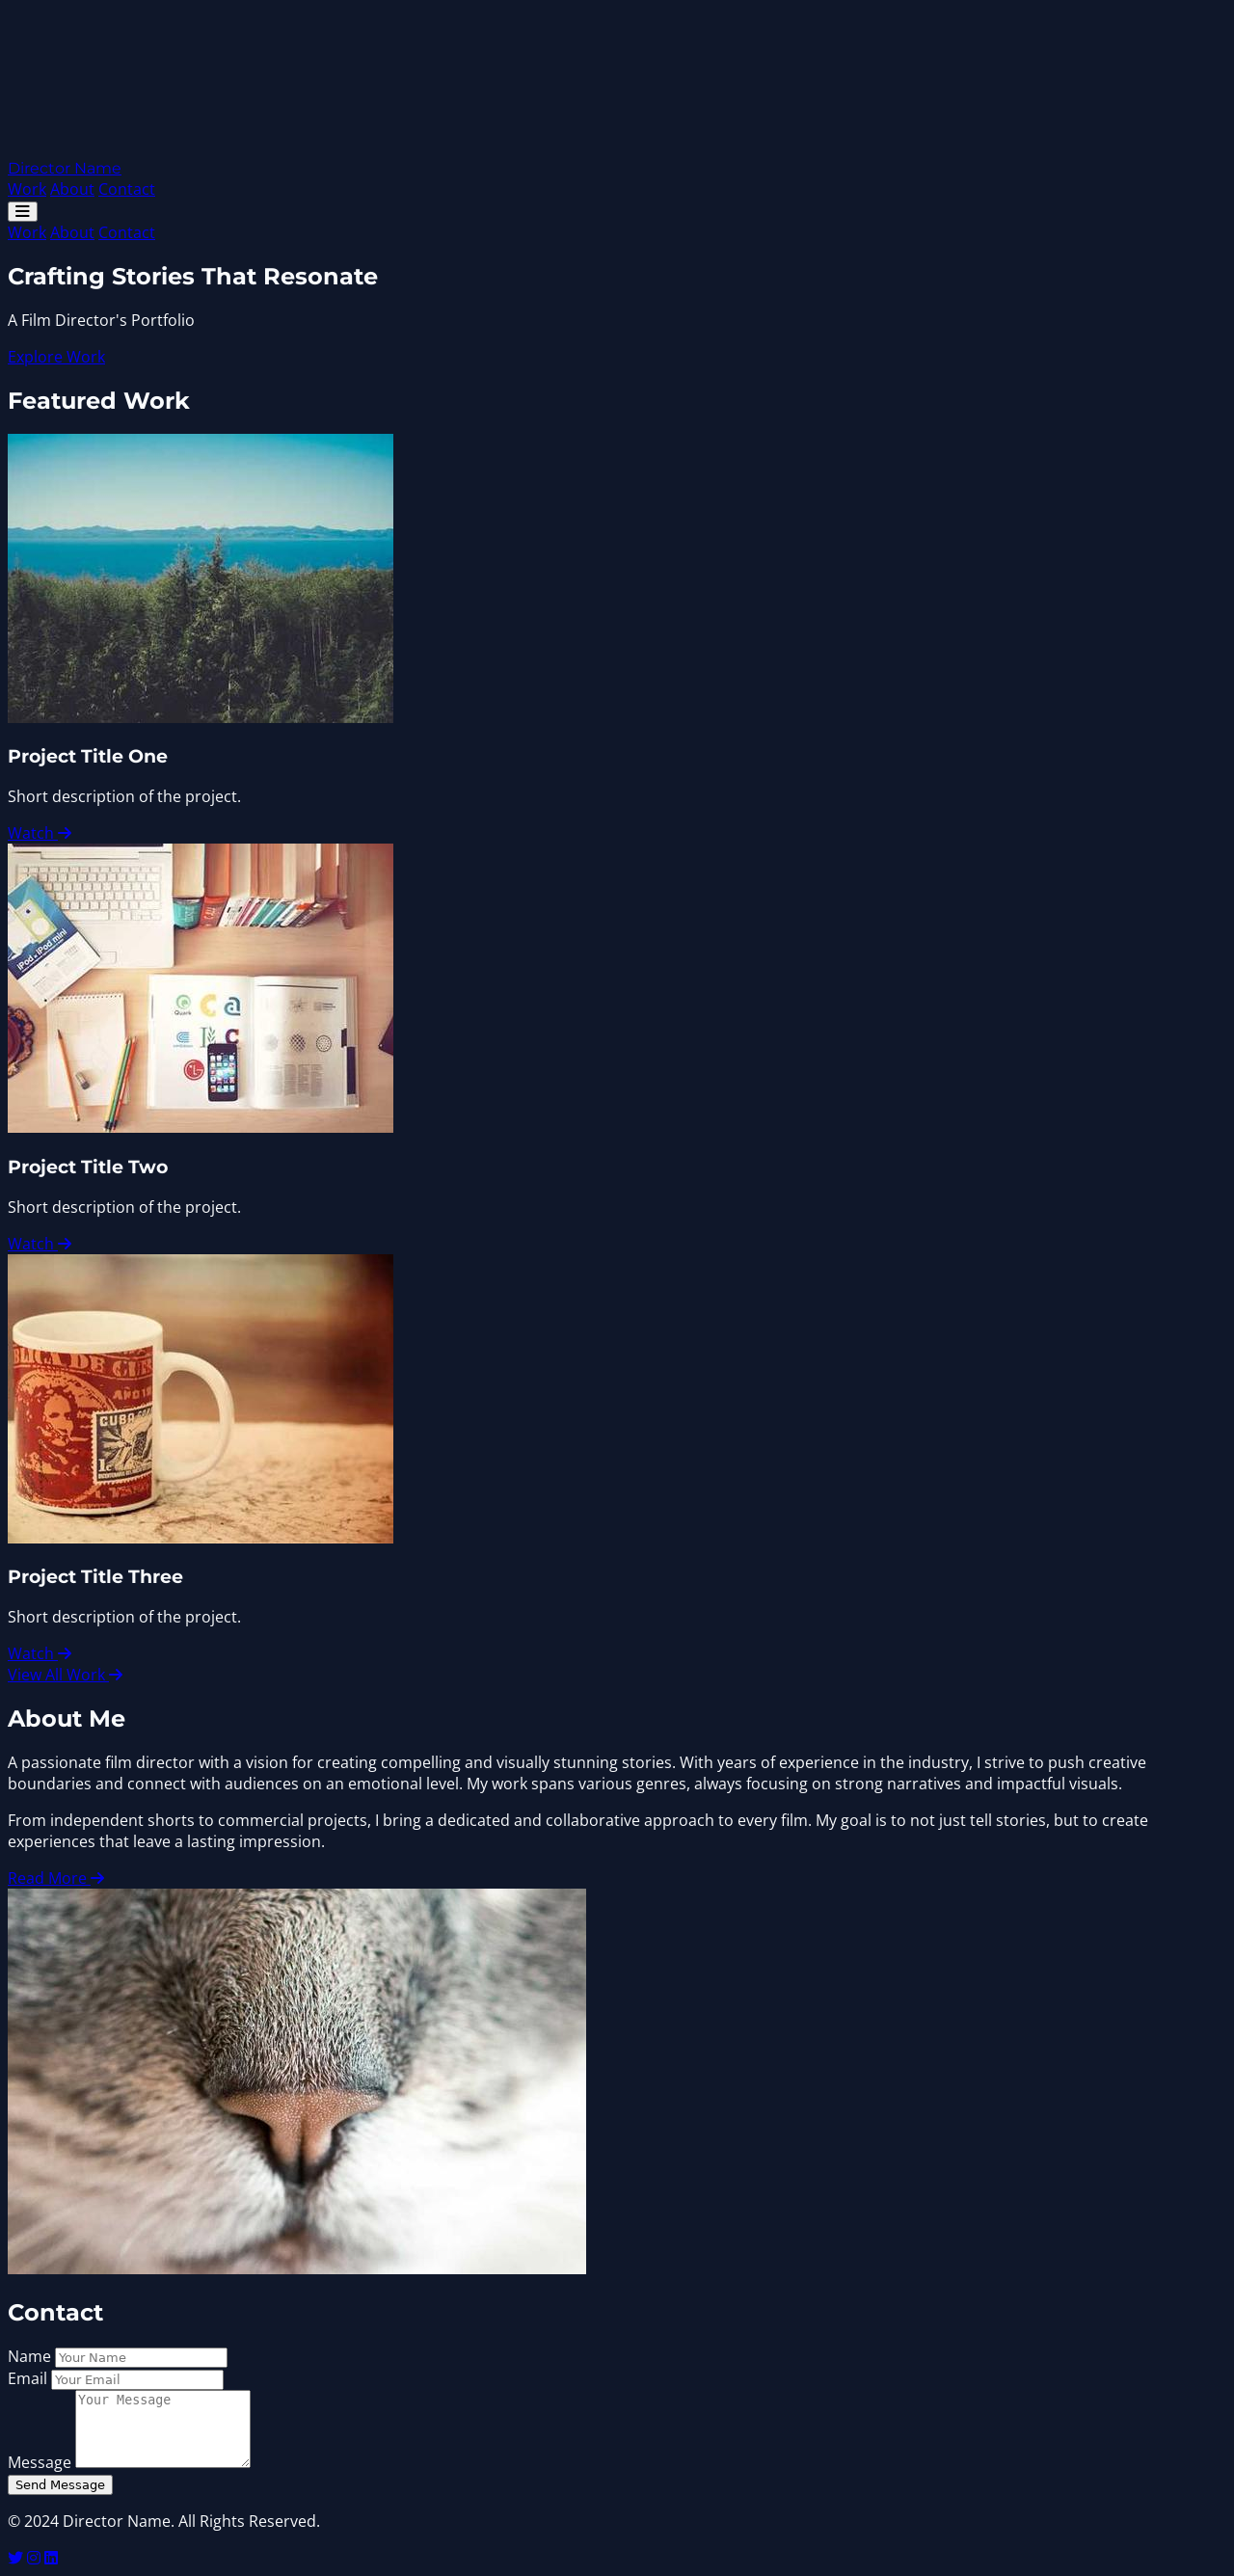 Director Name
Work About Contact
Work About Contact
Crafting Stories That Resonate
A Film Director's Portfolio
Explore Work
Featured Work
Project Title One
Short description of the project.
Watch
iPod. iPod mini
Quark
Project Title Two
Short description of the project.
Watch
CUBA
Project Title Three
Short description of the project.
Watch
View All Work
About Me
A passionate film director with a vision for creating compelling and visually stunning stories. With years of experience in the industry, I strive to push creative
boundaries and connect with audiences on an emotional level. My work spans various genres, always focusing on strong narratives and impactful visuals.
From independent shorts to commercial projects, I bring a dedicated and collaborative approach to every film. My goal is to not just tell stories, but to create
experiences that leave a lasting impression.
Read More
Contact
Name Your Name
Email Your Email
Your Message
Message
Send Message
© 2024 Director Name. All Rights Reserved.